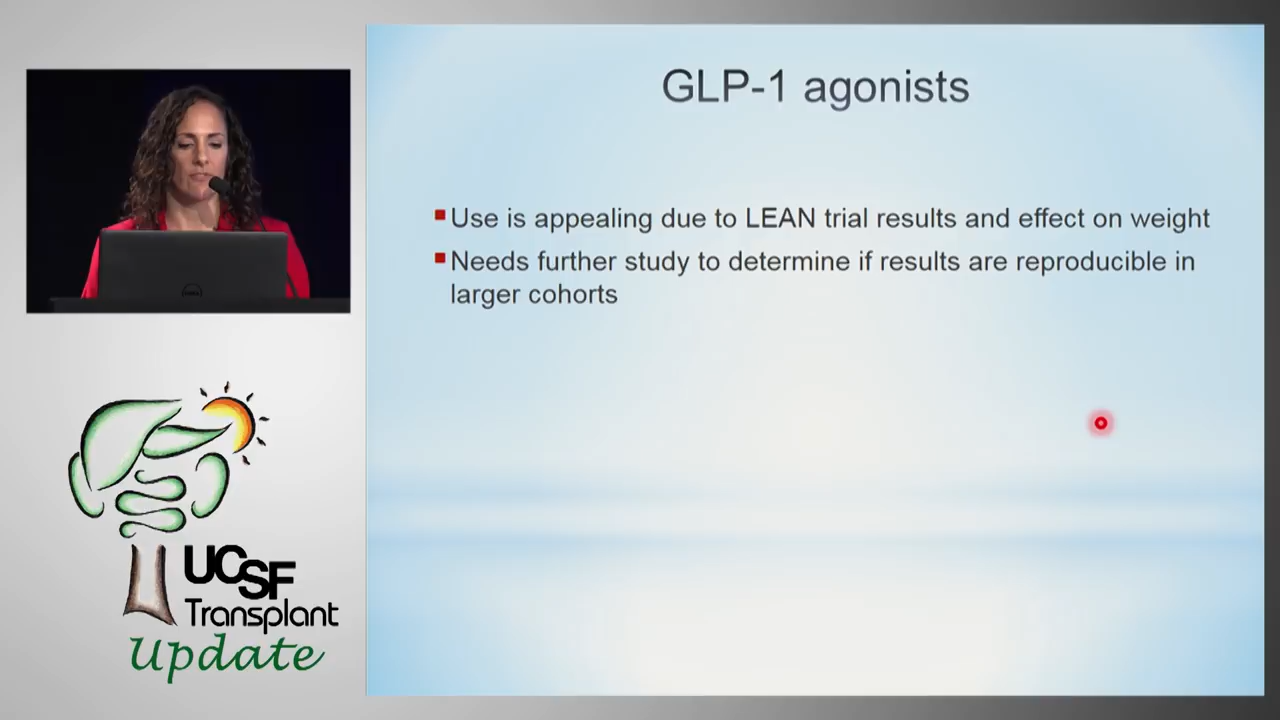 GLP-1 agonists
Use is appealing due to LEAN trial results and effect on weight
Needs further study to determine if results are reproducible in
larger cohorts
UCSF
Transplant
Update